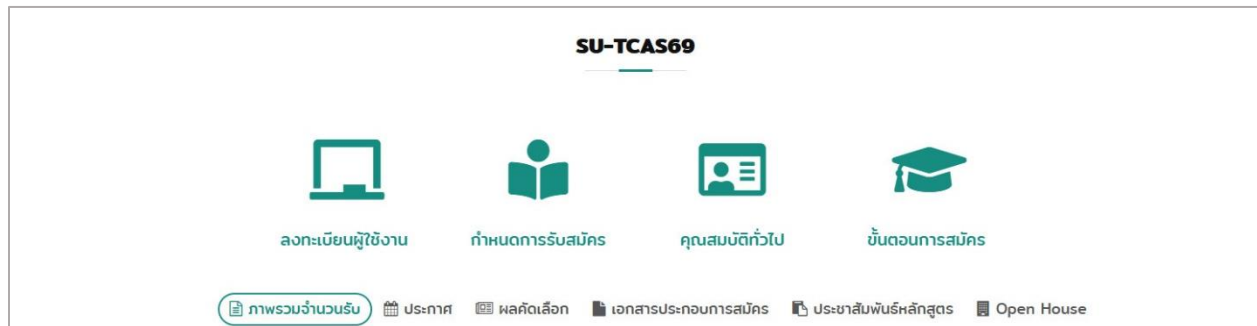 SU-TCAS69
ลงทะเบียนผู้ใช้งาน กำหนดการรับสมัคร คุณสมบัติทั่วไป ขั้นตอนการสมัคร
ภาพรวมจำนวนรับ ประกาศ ผลคัดเลือก เอกสารประกอบการสมัคร ประชาสัมพันธ์หลักสูตร Open House